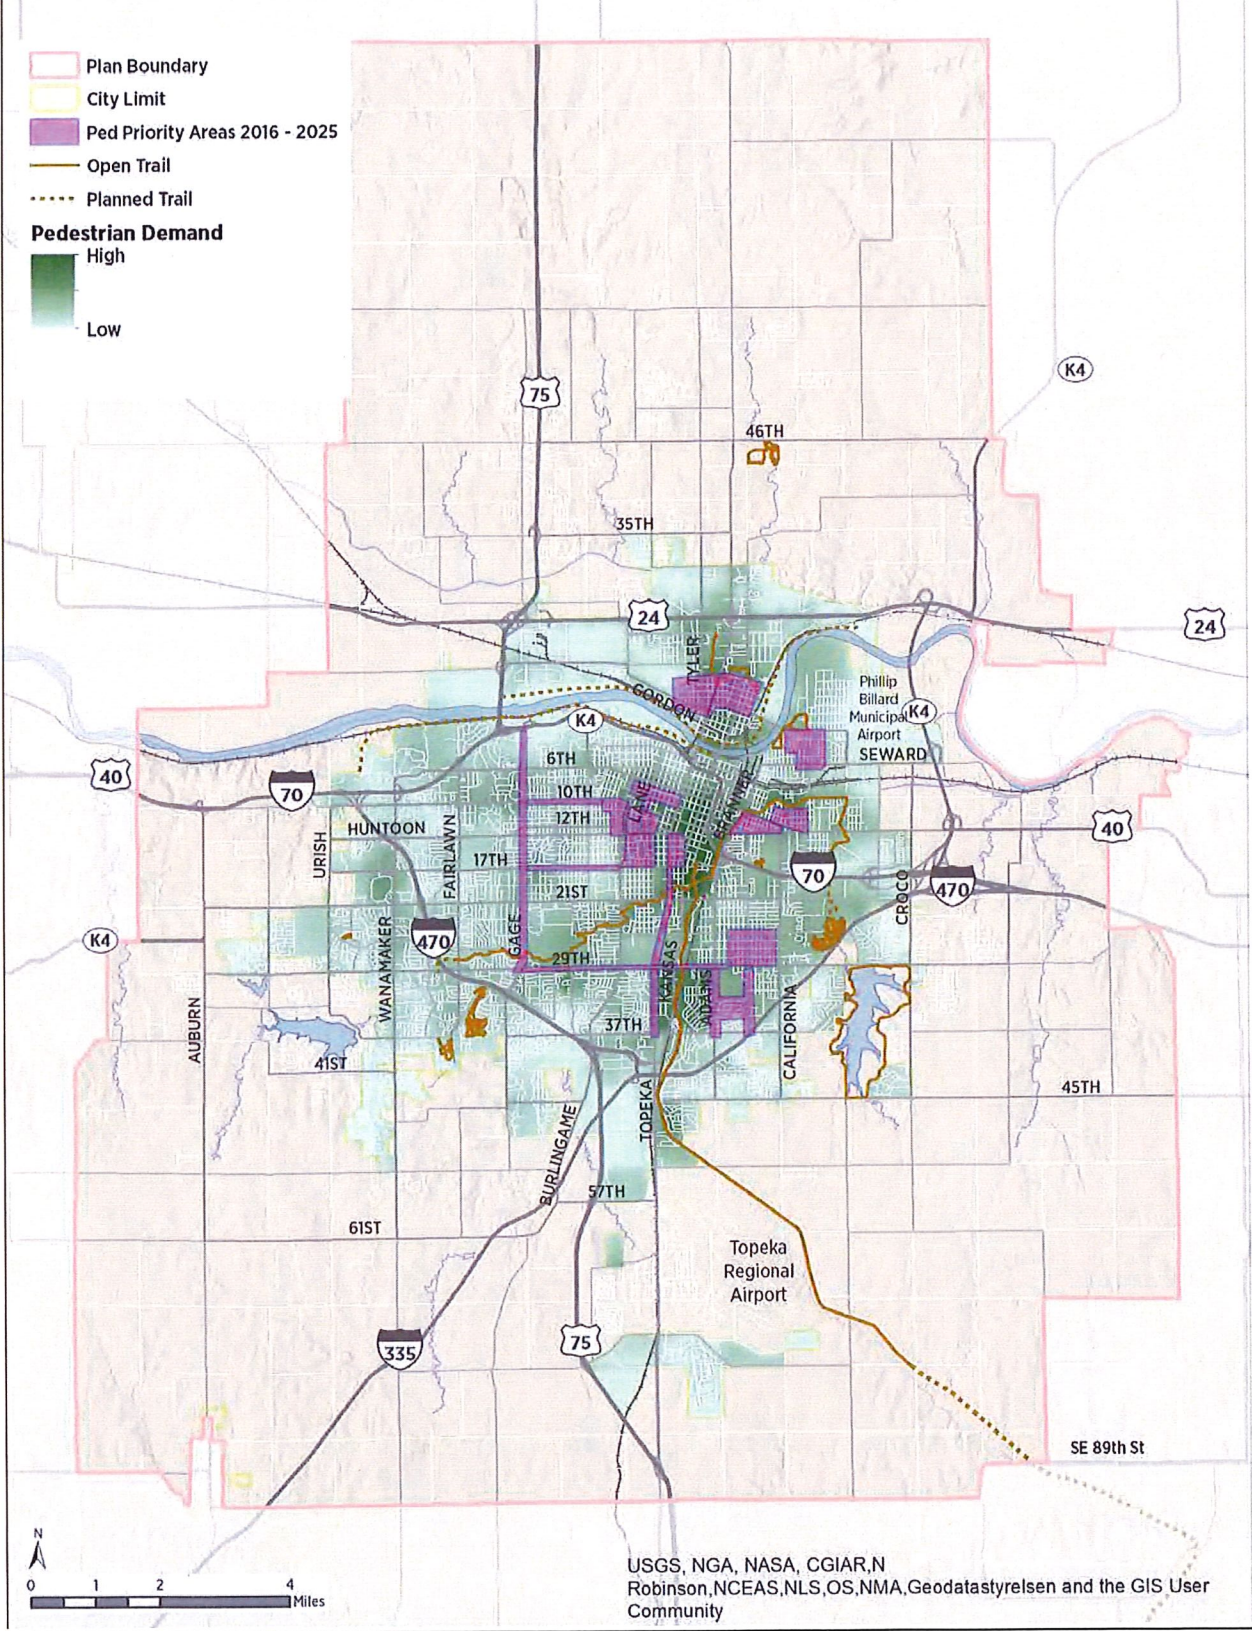 Plan Boundary
City Limit
Ped Priority Areas 2016 - 2025
Open Trail
Planned Trail
Pedestrian Demand
High
Low
75
K4
46TH
35TH
24
24
TYLER
GORDON
Phillip
Billard
Municipal
Airport
K4
K4
SEWARD
40
70
6TH
10TH
LANE
BRANNER
12TH
HUNTOON
40
URISH
FAIRLAWN
17TH
70
470
21ST
CROCO
K4
WANAMAKER
470
GAGE
29TH
KANSAS
ADAMS
AUBURN
37TH
CALIFORNIA
41ST
45TH
TOPEKA
BURLINGAME
57TH
61ST
Topeka
Regional
Airport
335
75
SE 89th St
N
0 1 2 4
Miles
USGS, NGA, NASA, CGIAR,N
Robinson,NCEAS,NLS,OS,NMA,Geodatastyrelsen and the GIS User
Community